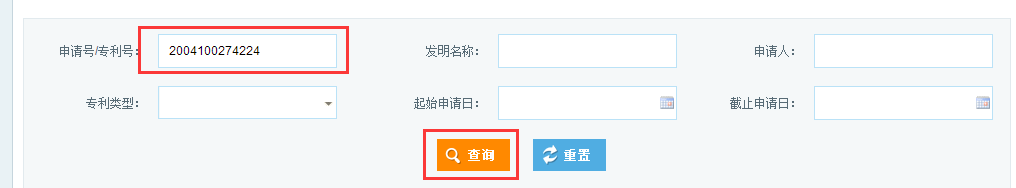 申请号/专利号： 2004100274224 发明名称： 申请人：
专利类型： 起始申请日： 截止申请日：
查询 重置